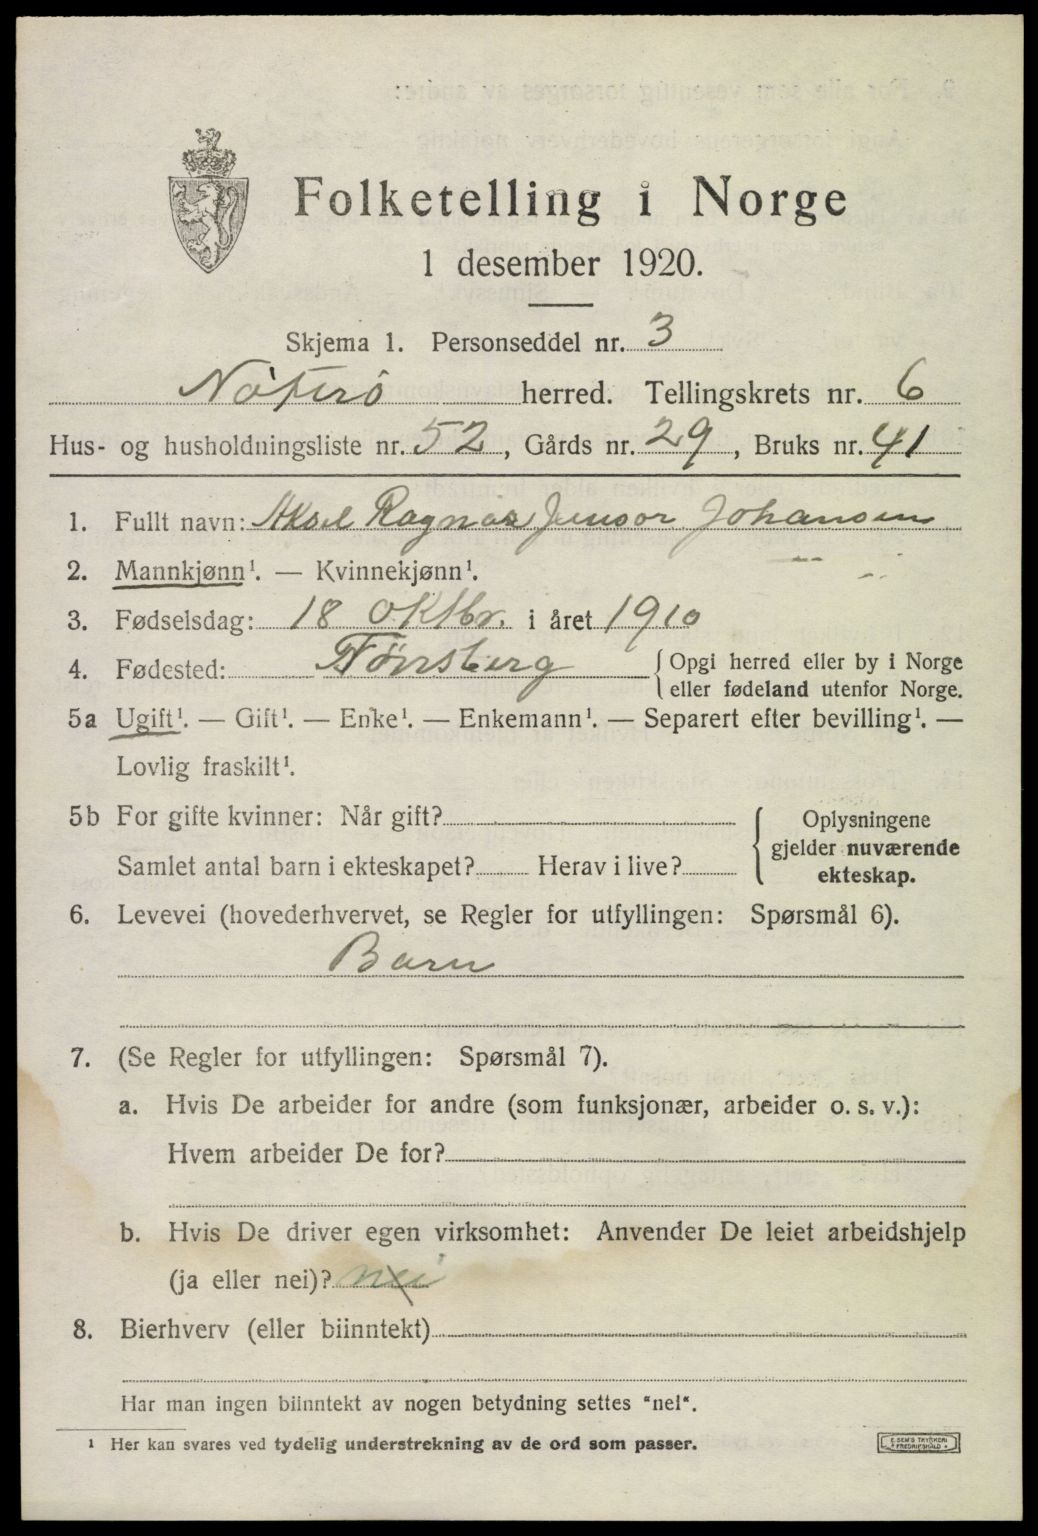 Folketelling i Norge
1 desember 1920.
Skjema 1. Personseddel nr. 3
Nøterö herred. Tellingskrets nr. 6
Hus- og husholdningsliste nr. 52, Gårds nr. 29, Bruks nr. 41
1. Fullt navn: Aksel Ragnar Junsor Johansen
2. Mannkjønn¹. — Kvinnekjønn¹.
3. Fødselsdag: 18 oktbr. i året 1910
4. Fødested: Tønsberg {Opgi herred eller by i Norge
eller fødeland utenfor Norge.
5a Ugift¹. — Gift¹. — Enke¹. — Enkemann¹. — Separert efter bevilling¹. —
Lovlig fraskilt¹.
5b For gifte kvinner: Når gift?
Samlet antal barn i ekteskapet? Herav i live?
{Oplysningene
gjelder nuværende
ekteskap.
6. Levevei (hovederhvervet, se Regler for utfyllingen: Spørsmål 6).
Barn
7. (Se Regler for utfyllingen: Spørsmål 7).
a. Hvis De arbeider for andre (som funksjonær, arbeider o. s. v.):
Hvem arbeider De for?
b. Hvis De driver egen virksomhet: Anvender De leiet arbeidshjelp
(ja eller nei)? nei
8. Bierhverv (eller biinntekt)
Har man ingen biinntekt av nogen betydning settes "nei".
¹ Her kan svares ved tydelig understrekning av de ord som passer.
E. SEM'S TRYKKERI
FREDRIKSHALD